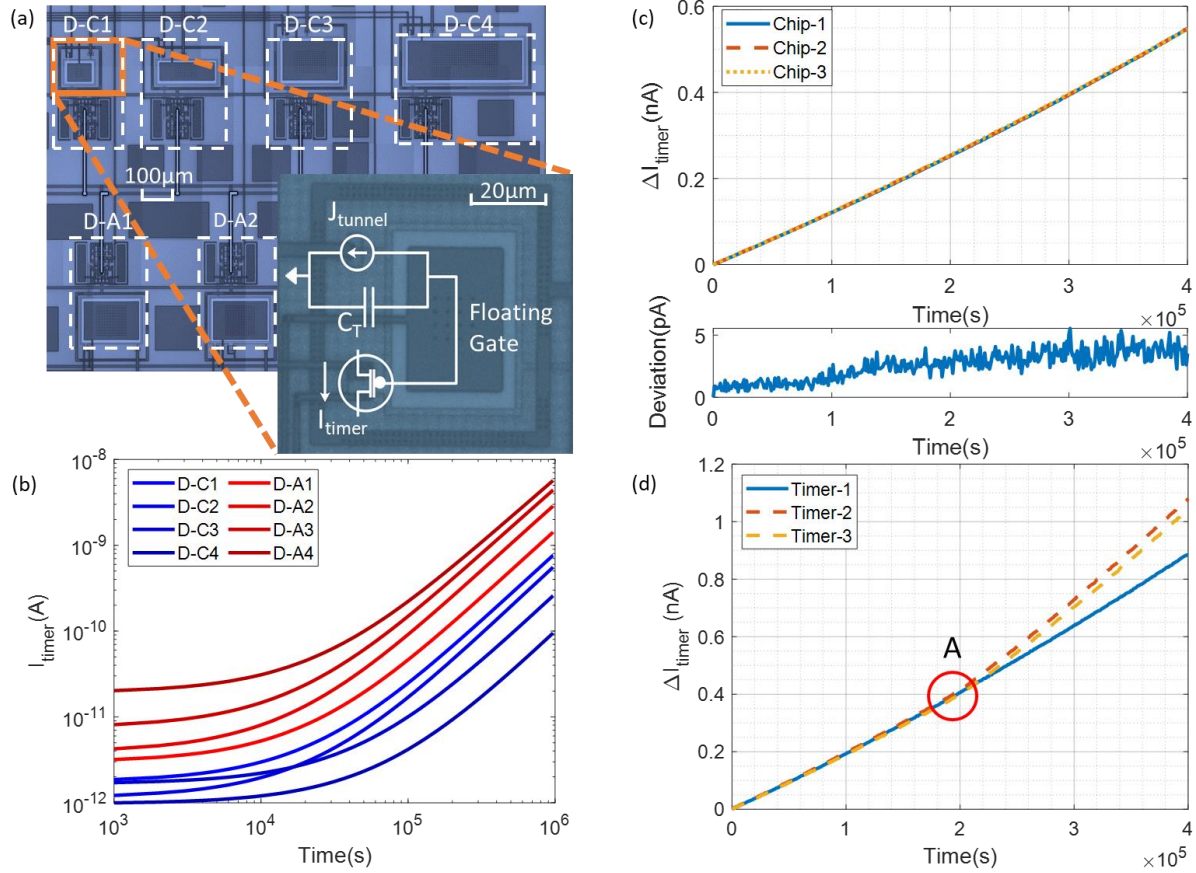 (a)
D-C1
D-C2
D-C3
D-C4
100μm
D-A1
D-A2
20μm
J_tunnel
C_T
Floating
Gate
I_timer
(b)
10^-8
10^-9
10^-10
10^-11
10^-12
I_timer(A)
D-C1 D-A1
D-C2 D-A2
D-C3 D-A3
D-C4 D-A4
10^3 10^4 10^5 10^6
Time(s)
(c)
0.6
0.4
0.2
0
ΔI_timer(nA)
Chip-1
Chip-2
Chip-3
0 1 2 3 4
Time(s)
×10^5
Deviation(pA)
5
0
0 1 2 3 4
Time(s)
×10^5
(d)
1.2
1
0.8
0.6
0.4
0.2
0
ΔI_timer (nA)
Timer-1
Timer-2
Timer-3
A
0 1 2 3 4
Time(s)
×10^5